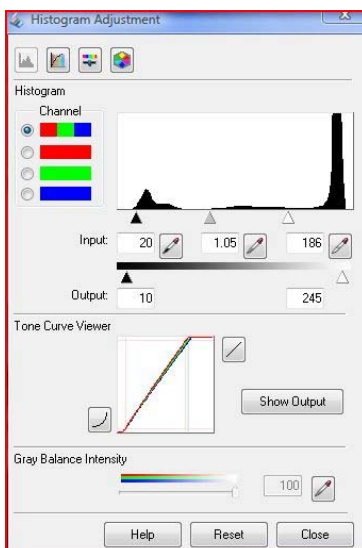 Histogram Adjustment
Histogram
Channel
Input: 20 1.05 186
Output: 10 245
Tone Curve Viewer
Show Output
Gray Balance Intensity
100
Help Reset Close